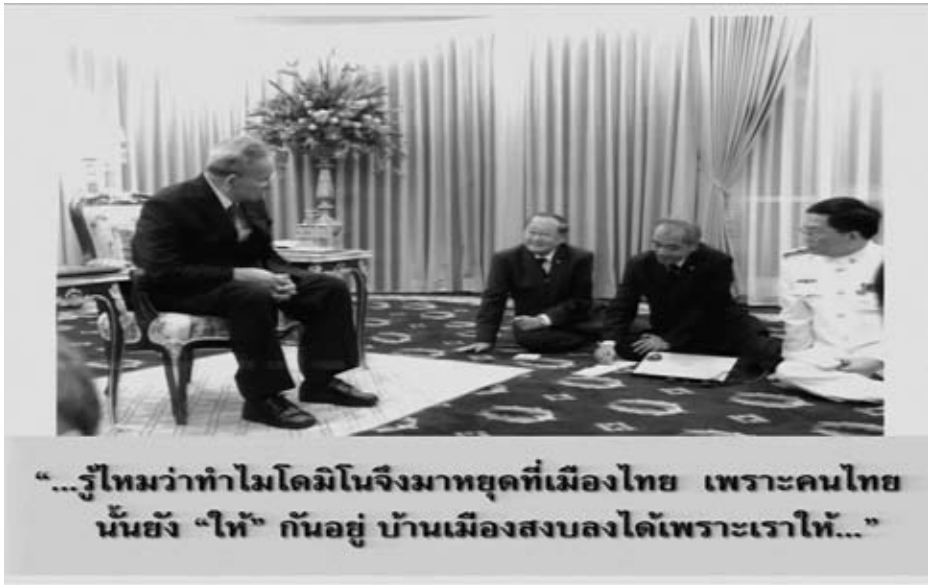 “...รู้ไหมว่าทำไมโดมิโนจึงมาหยุดที่เมืองไทย เพราะคนไทย
นั้นยัง “ให้” กันอยู่ บ้านเมืองสงบลงได้เพราะเราให้...”